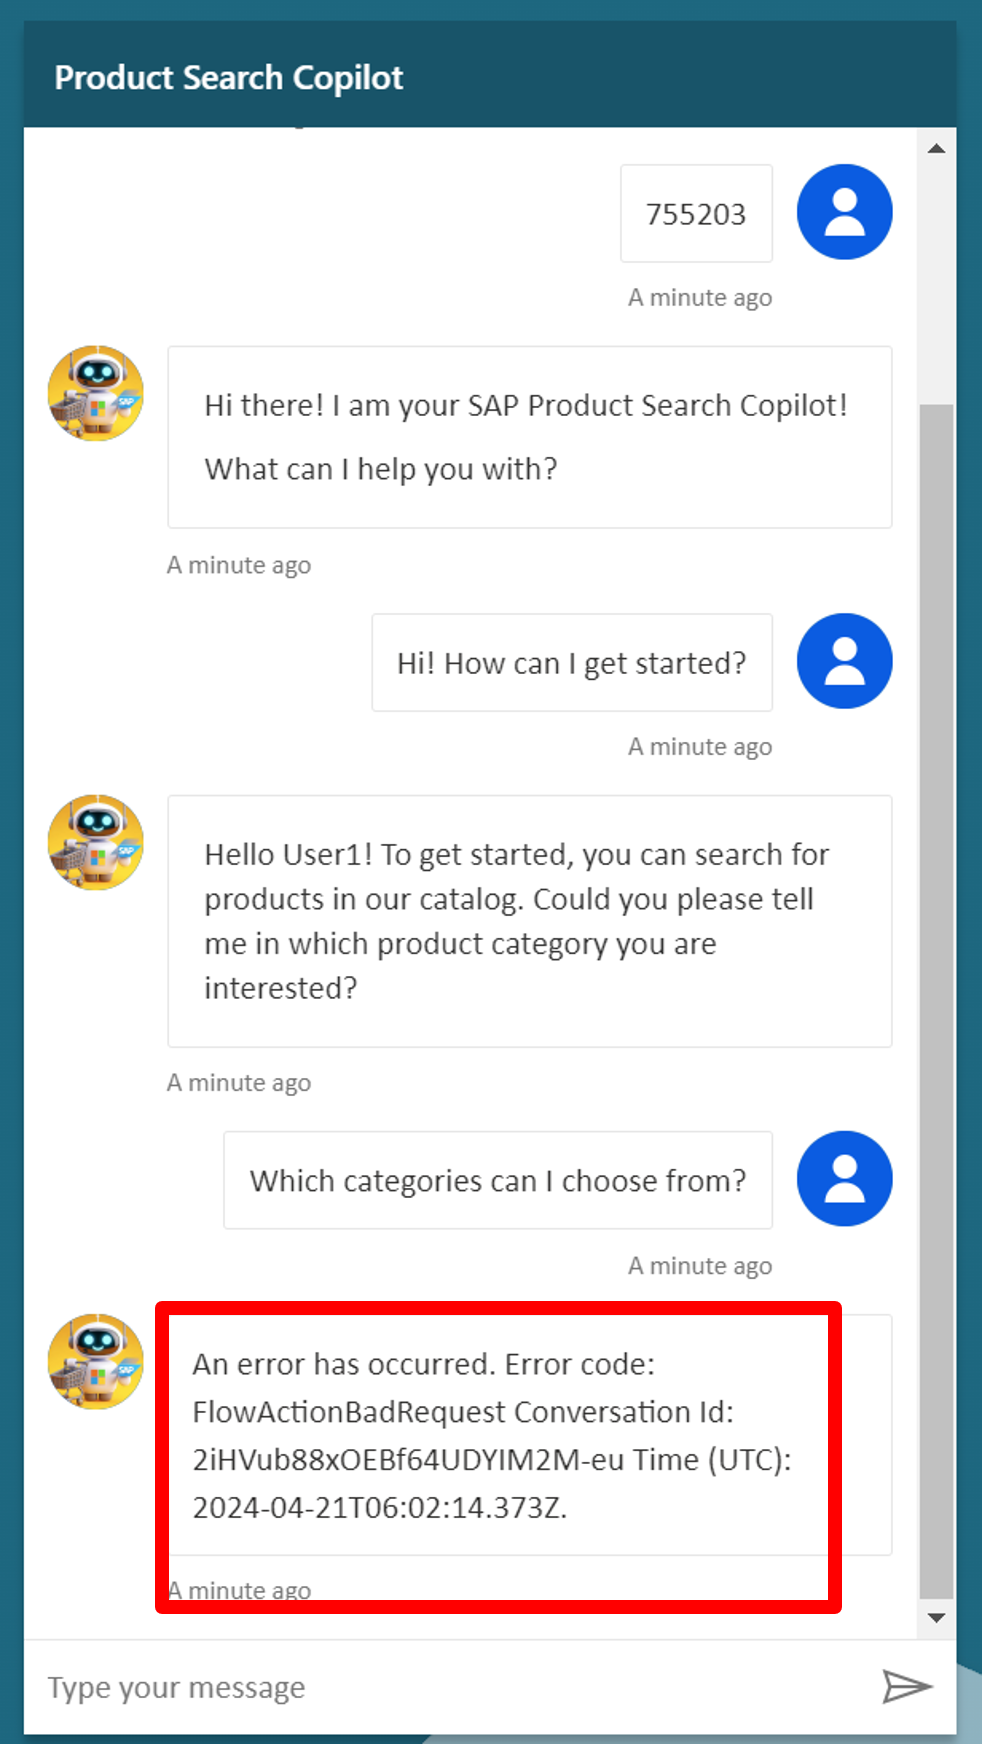 Product Search Copilot
755203
A minute ago
Hi there! I am your SAP Product Search Copilot!
What can I help you with?
A minute ago
Hi! How can I get started?
A minute ago
SAP
Hello User1! To get started, you can search for
products in our catalog. Could you please tell
me in which product category you are
interested?
A minute ago
Which categories can I choose from?
A minute ago
SAP
An error has occurred. Error code:
FlowActionBadRequest Conversation Id:
2iHVub88xOEBf64UDYIM2M-eu Time (UTC):
2024-04-21T06:02:14.373Z.
A minute ago
Type your message